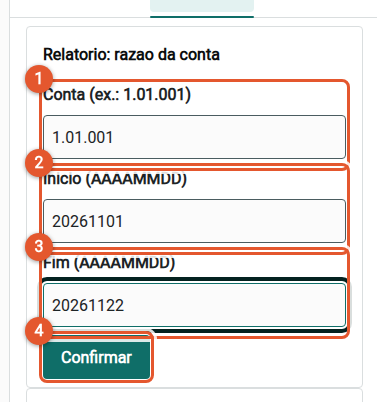 Relatorio: razao da conta
1
Conta (ex.: 1.01.001)
1.01.001
2
Inicio (AAAAMMDD)
20261101
3
Fim (AAAAMMDD)
20261122
4
Confirmar